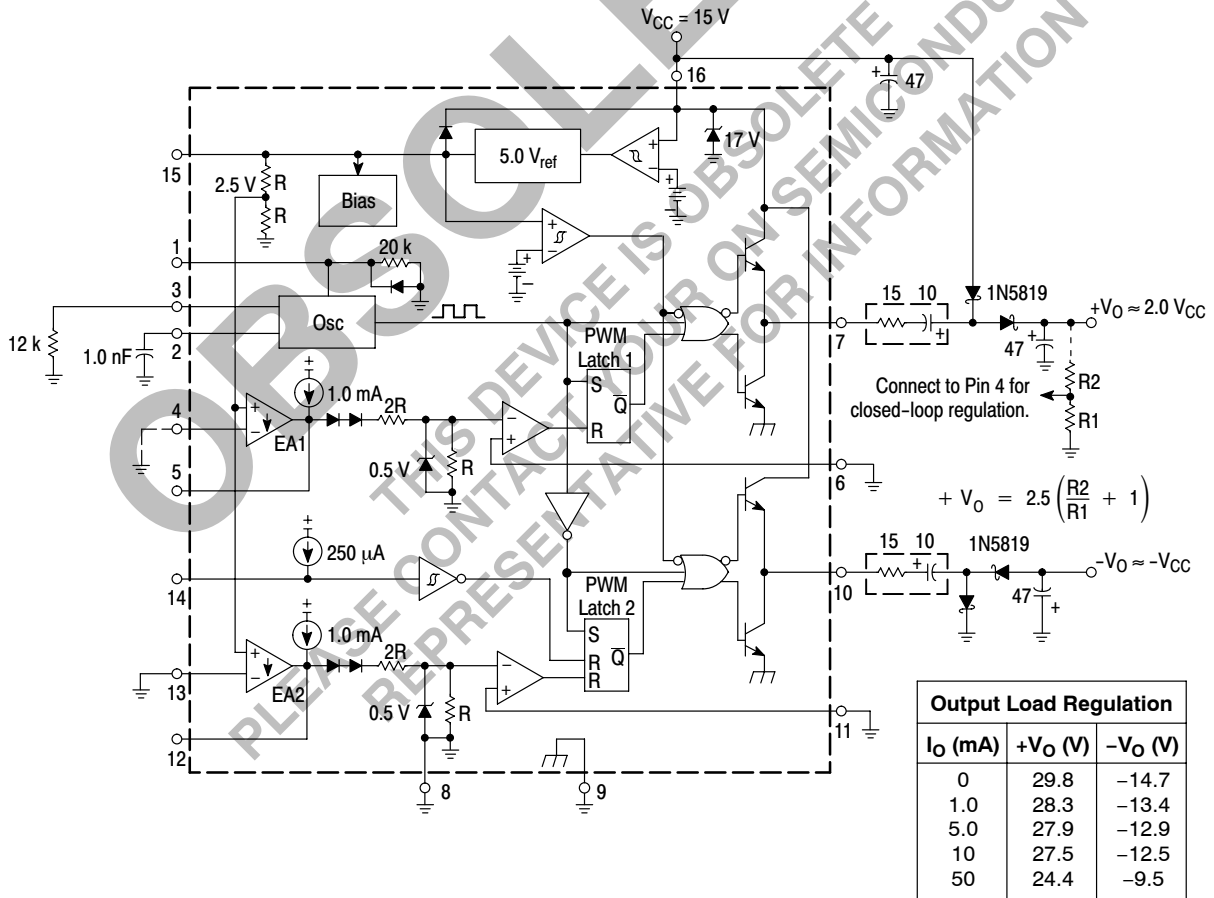 OBSOLE
THIS DEVICE IS OBSOLETE
PLEASE CONTACT YOUR ON SEMICONDU
REPRESENTATIVE FOR INFORMATION
VCC = 15 V
16
+ 47
17 V
5.0 Vref
+
−
+
−
15
2.5 V
R
R
Bias
+
−
+
−
1
20 k
3
Osc
2
12 k
1.0 nF
PWM
Latch 1
S
Q
R
15 10
+
7
1N5819
+VO ≈ 2.0 VCC
47 +
R2
R1
Connect to Pin 4 for
closed-loop regulation.
+
1.0 mA
4
+
−
EA1
5
2R
0.5 V
R
−
+
6
+ VO = 2.5 (R2/R1 + 1)
+
250 µA
14
PWM
Latch 2
S
Q
R
R
10
15 10
+
1N5819
−VO ≈ −VCC
47 +
+
1.0 mA
+
−
EA2
13
12
2R
0.5 V
R
−
+
11
8
9
Output Load Regulation
IO (mA) +VO (V) −VO (V)
0 29.8 −14.7
1.0 28.3 −13.4
5.0 27.9 −12.9
10 27.5 −12.5
50 24.4 −9.5